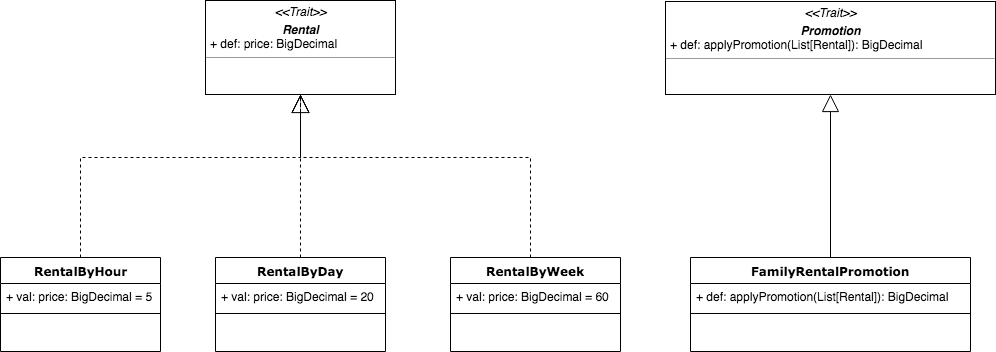 <<Trait>>
Rental
+ def: price: BigDecimal
<<Trait>>
Promotion
+ def: applyPromotion(List[Rental]): BigDecimal
RentalByHour
+ val: price: BigDecimal = 5
RentalByDay
+ val: price: BigDecimal = 20
RentalByWeek
+ val: price: BigDecimal = 60
FamilyRentalPromotion
+ def: applyPromotion(List[Rental]): BigDecimal